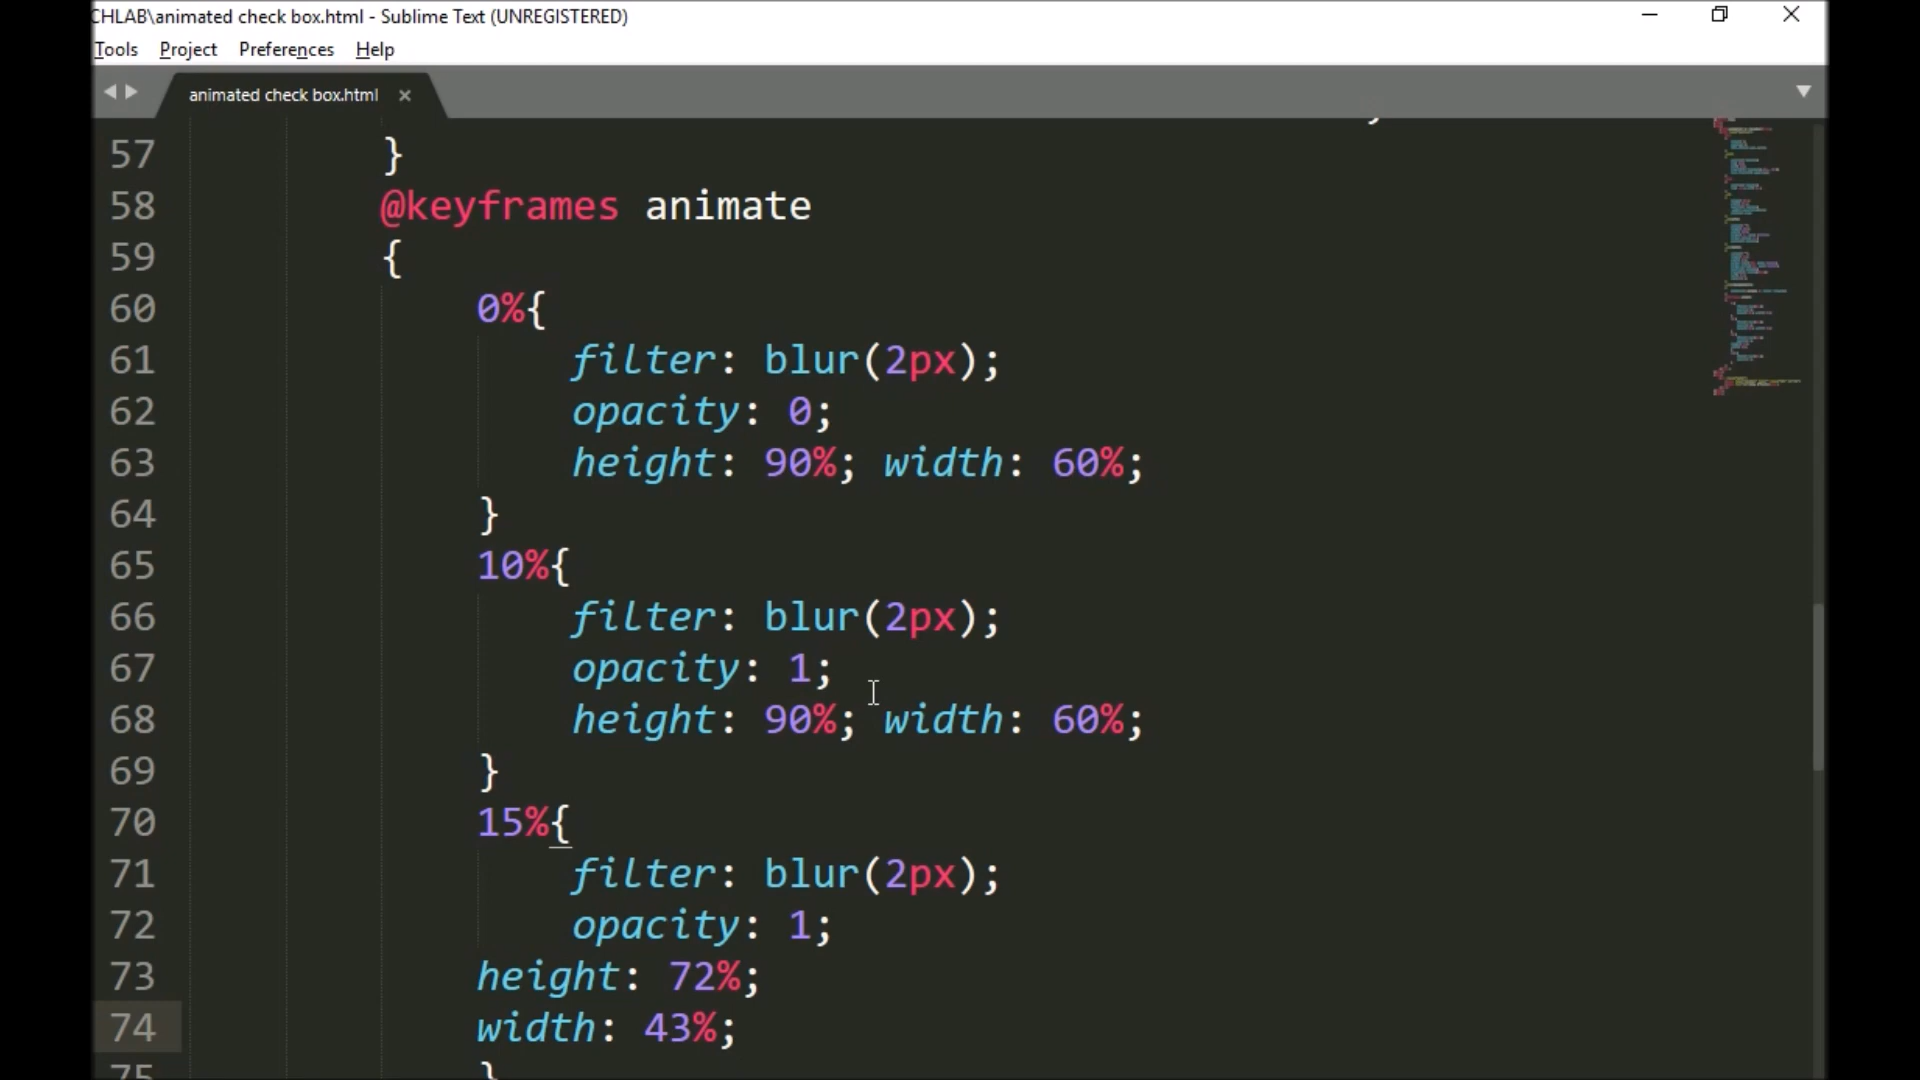 CHLAB\animated check box.html - Sublime Text (UNREGISTERED)
Tools Project Preferences Help
animated check box.html
57 }
58 @keyframes animate
59 {
60 0%{
61 filter: blur(2px);
62 opacity: 0;
63 height: 90%; width: 60%;
64 }
65 10%{
66 filter: blur(2px);
67 opacity: 1;
68 height: 90%; width: 60%;
69 }
70 15%{
71 filter: blur(2px);
72 opacity: 1;
73 height: 72%;
74 width: 43%;
75 }